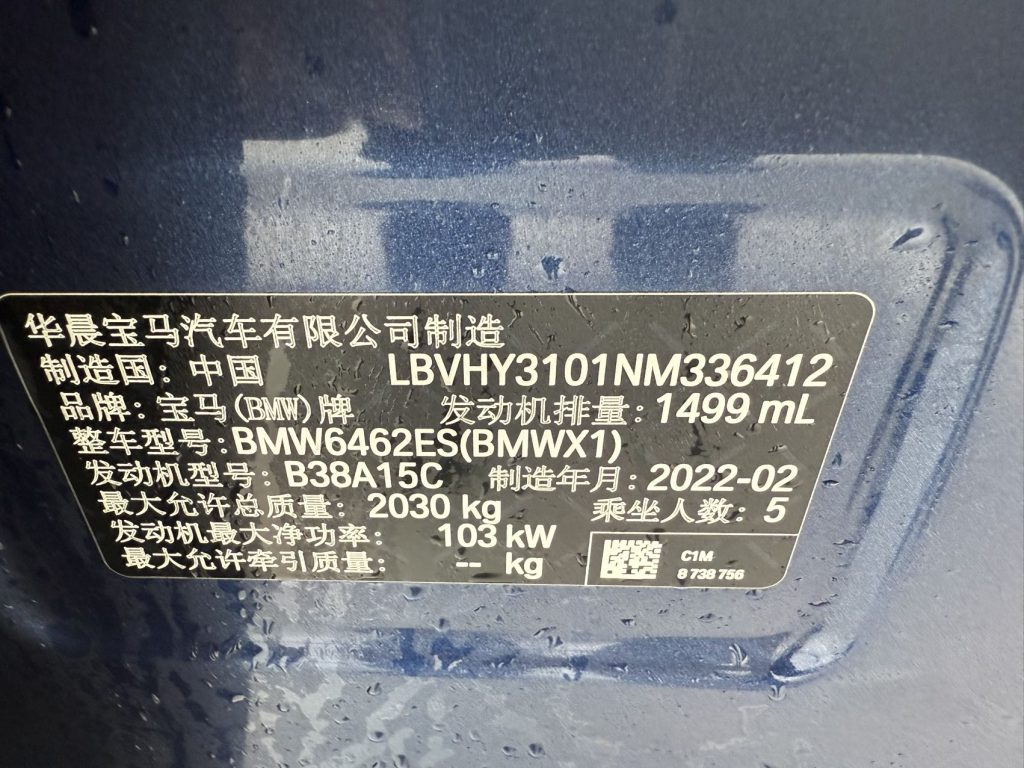 华晨宝马汽车有限公司制造
制造国: 中国 LBVHY3101NM336412
品牌: 宝马(BMW)牌 发动机排量: 1499 mL
整车型号: BMW6462ES(BMWX1)
发动机型号: B38A15C 制造年月: 2022-02
最大允许总质量: 2030 kg 乘坐人数: 5
发动机最大净功率: 103 kW
最大允许牵引质量: -- kg
C1M
8 738 756